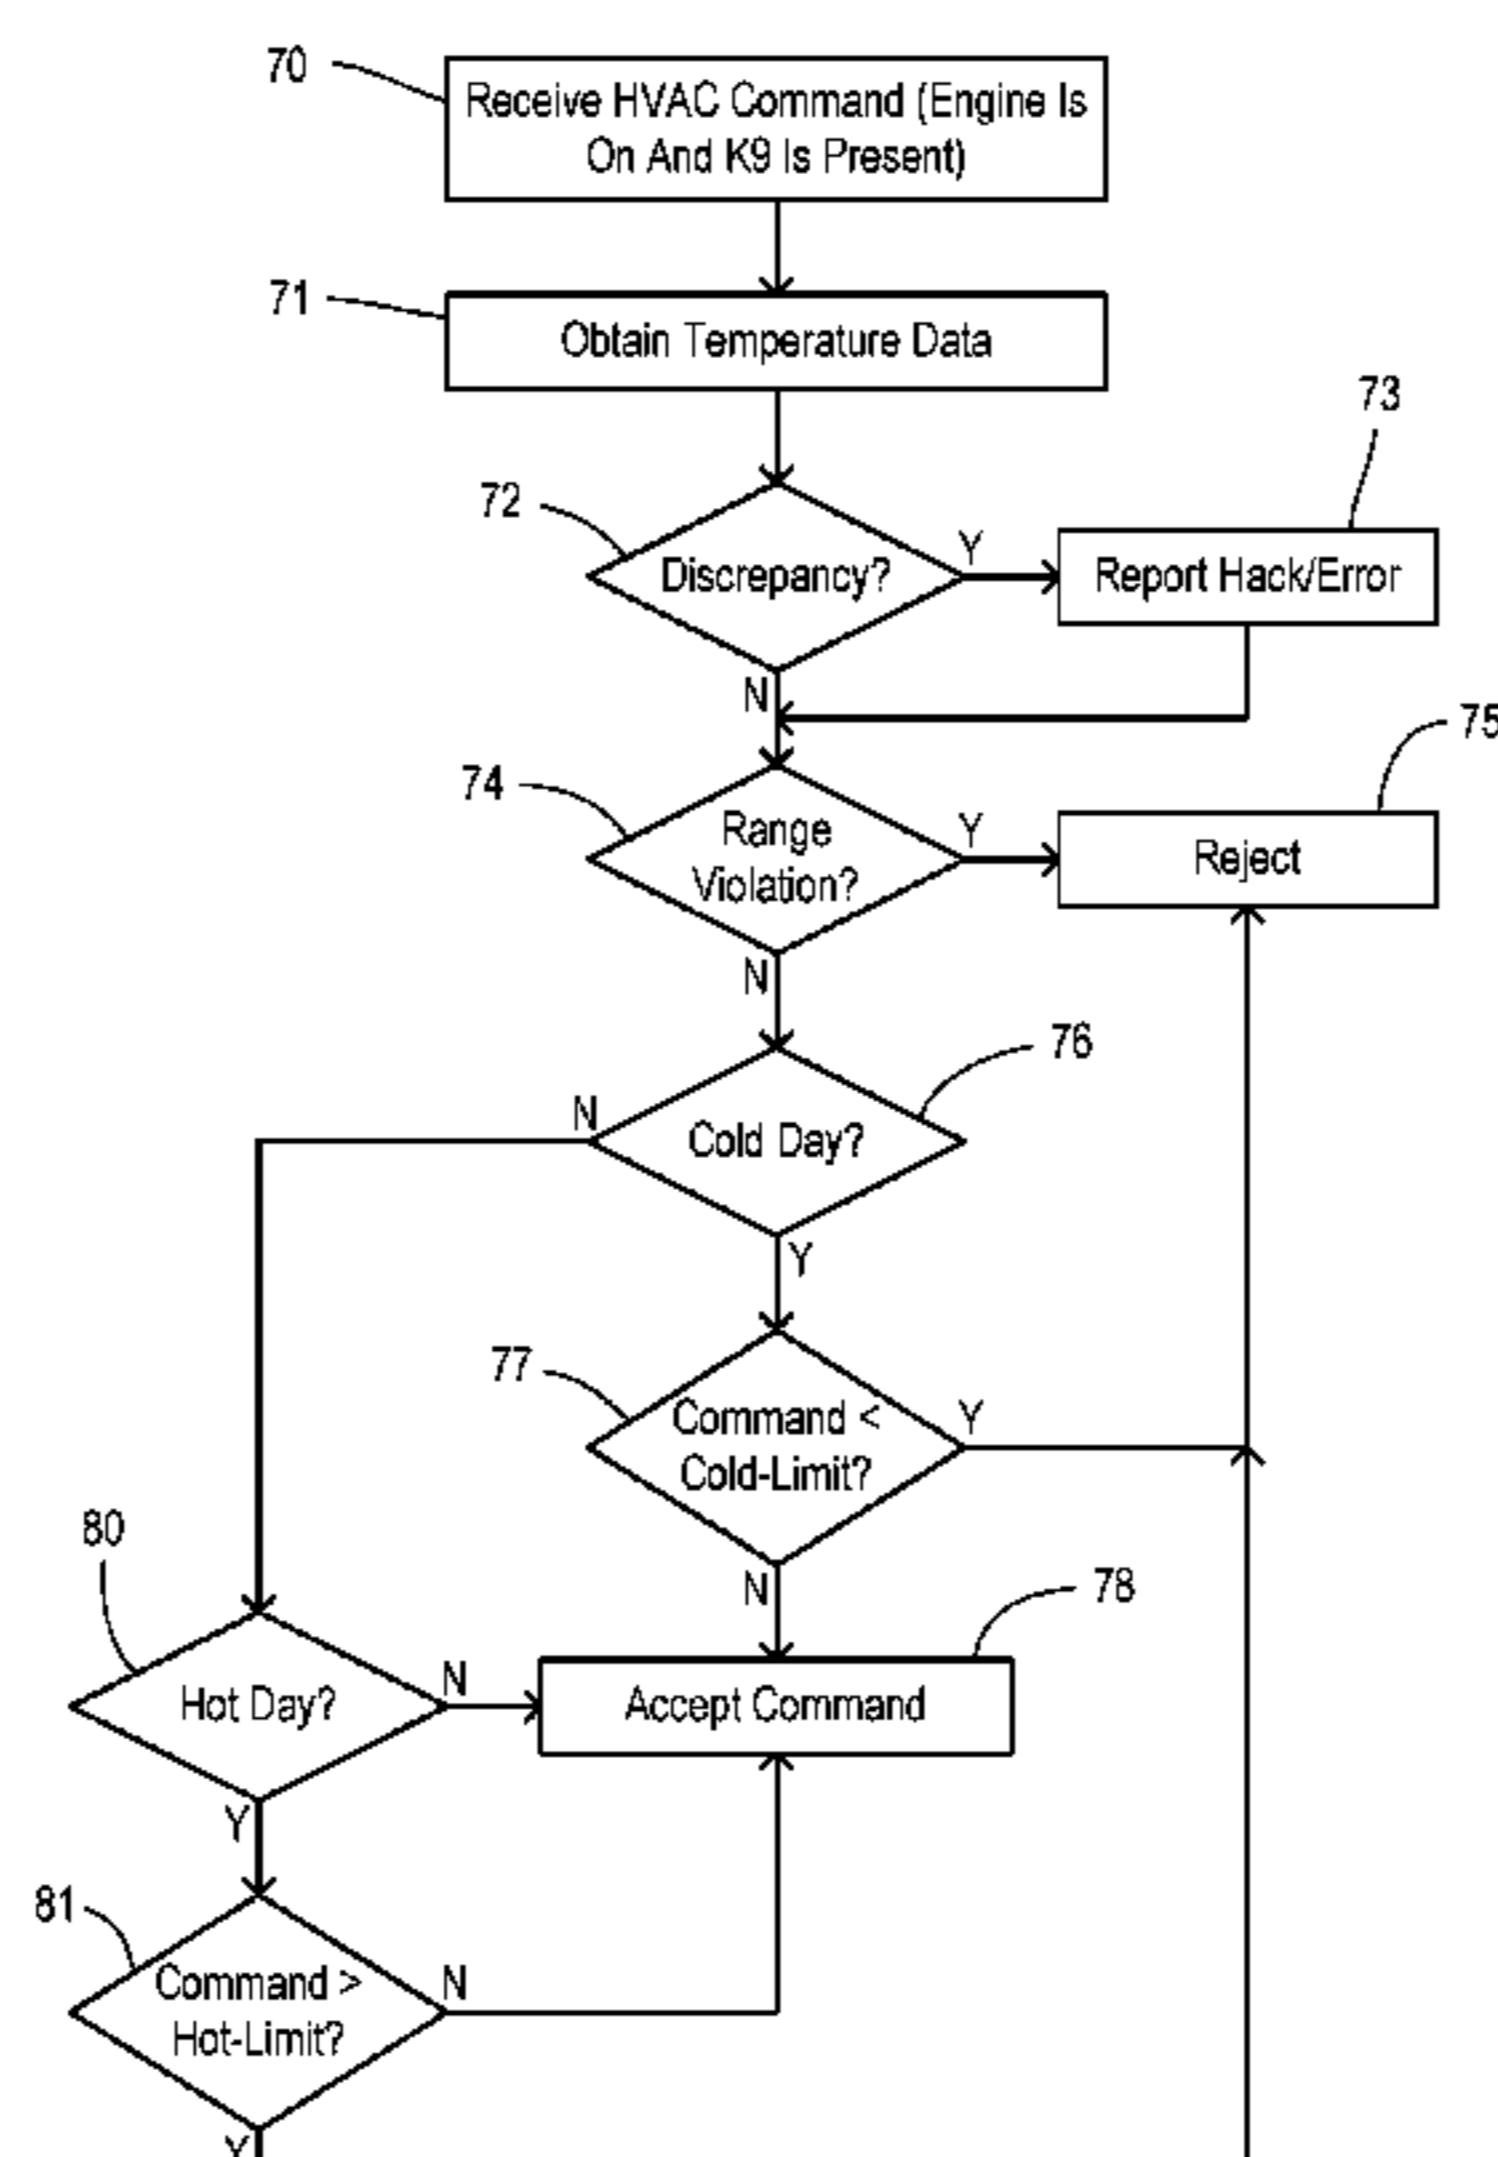 70
Receive HVAC Command (Engine Is
On And K9 Is Present)
71
Obtain Temperature Data
73
72
Discrepancy?
Y
Report Hack/Error
N
75
74
Range
Violation?
Y
Reject
N
76
N
Cold Day?
Y
77
Command <
Cold-Limit?
Y
N
78
80
Hot Day?
N
Accept Command
Y
81
Command >
Hot-Limit?
N
Y